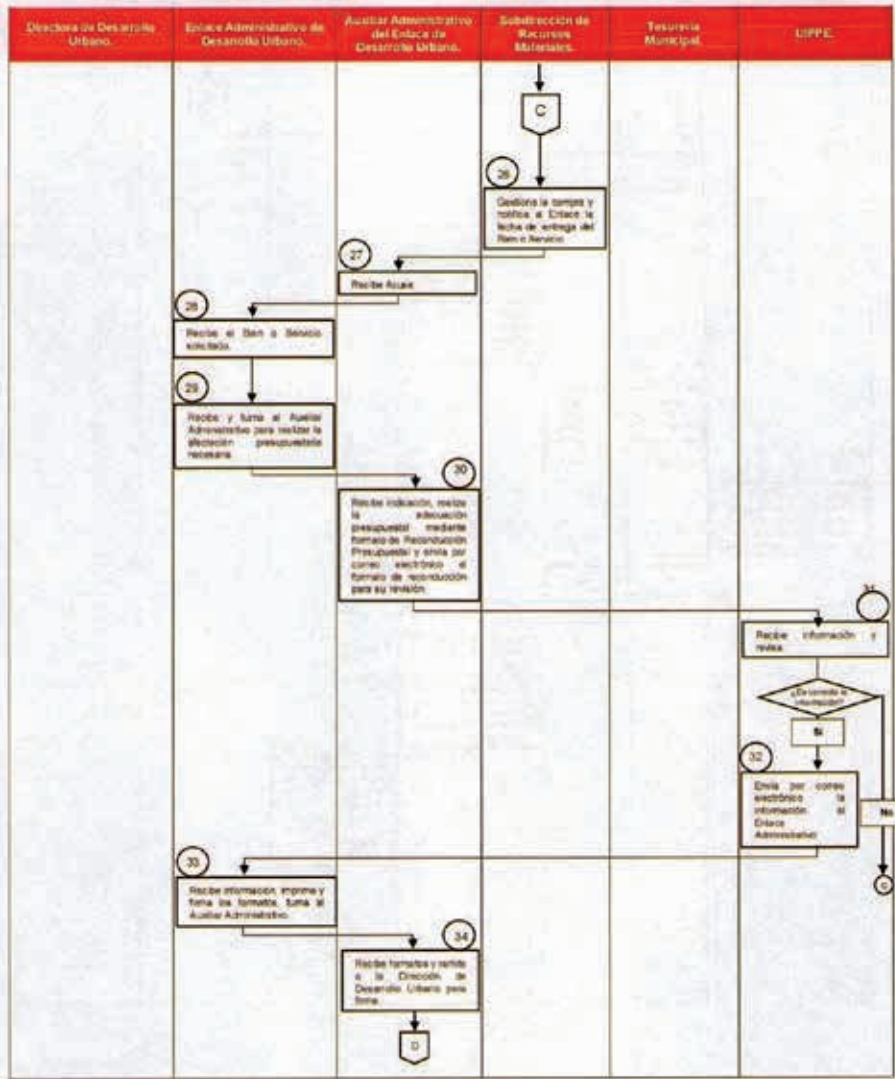 Directora de Desarrollo
Urbano.
Enlace Administrativo de
Desarrollo Urbano.
Auxiliar Administrativo
del Enlace de
Desarrollo Urbano.
Subdirección de
Recursos
Materiales.
Tesorería
Municipal.
UIPPE.
C
26
Gestiona la compra y
notifica al Enlace la
fecha de entrega del
Bien o Servicio
27
Recibe Acuse
28
Recibe el Bien o Servicio
solicitado.
29
Recibe y turna al Auxiliar
Administrativo para realizar la
afectación presupuestaria
necesaria
30
Recibe indicación, realiza
la adecuación
presupuestal mediante
formato de Reconducción
Presupuestal y envía por
correo electrónico el
formato de reconducción
para su revisión.
31
Recibe información y
revisa.
¿Es correcta la
información?
Si
32
Envía por correo
electrónico la
información al
Enlace
Administrativo
No
33
Recibe información, imprime y
firma los formatos, turna al
Auxiliar Administrativo.
34
Recibe formatos y remite
a la Dirección de
Desarrollo Urbano para
firma.
D